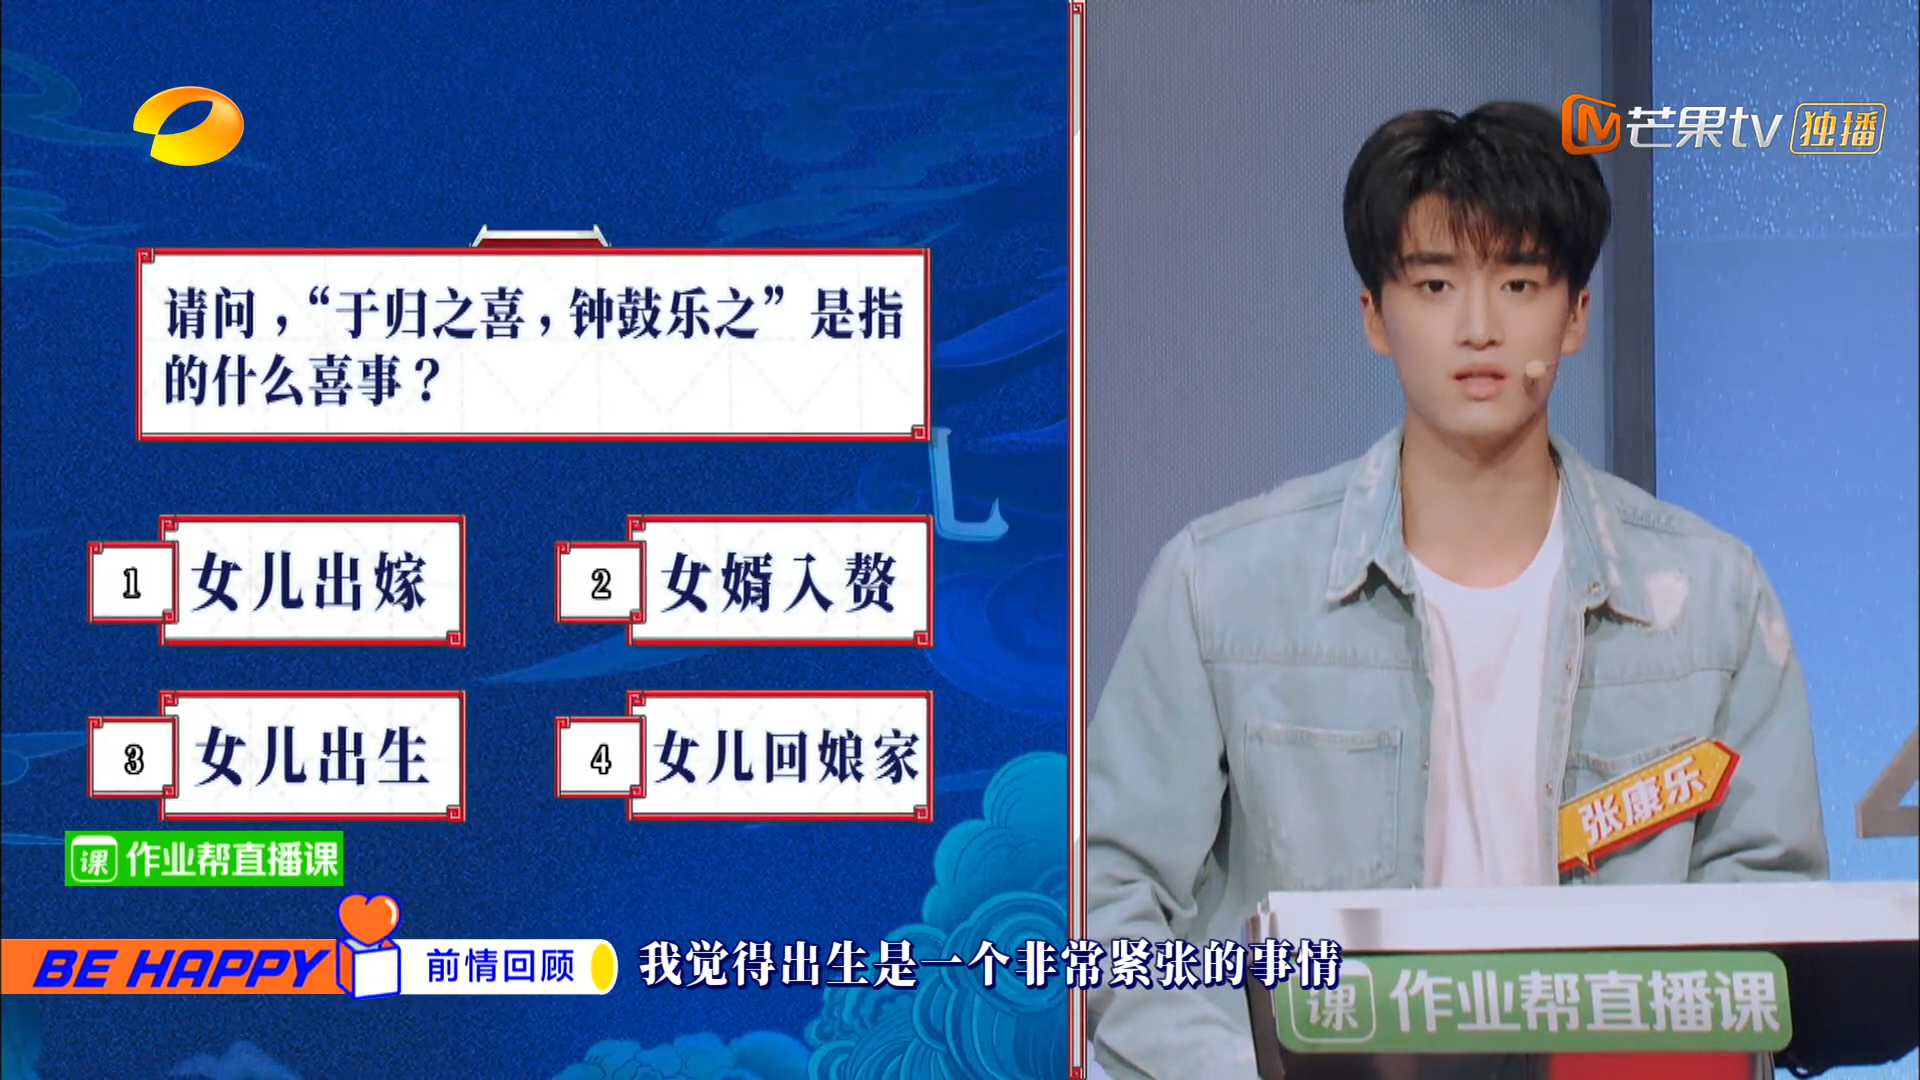 芒果tv 独播
请问，“于归之喜，钟鼓乐之”是指
的什么喜事？
1 女儿出嫁
2 女婿入赘
3 女儿出生
4 女儿回娘家
张康乐
课 作业帮直播课
BE HAPPY 前情回顾
我觉得出生是一个非常紧张的事情
课 作业帮直播课